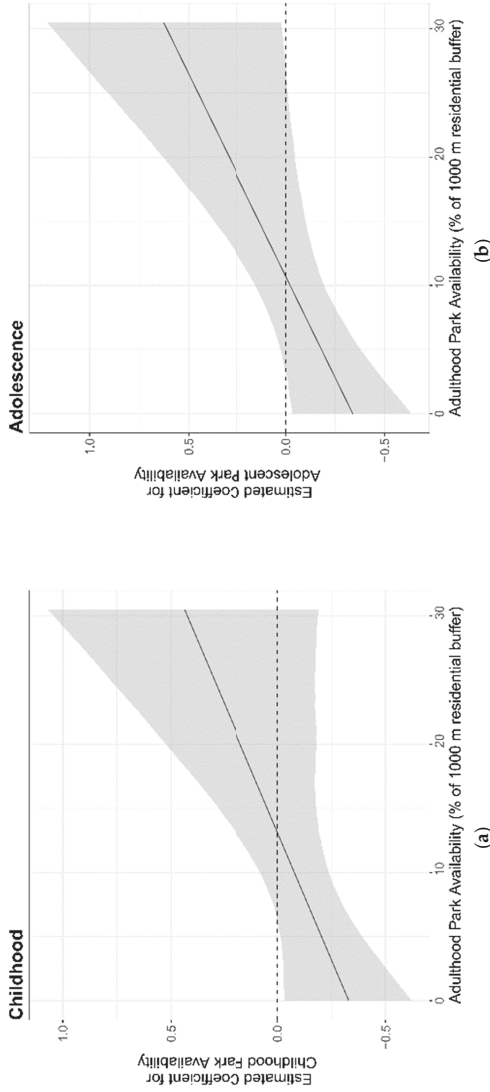 Childhood
Estimated Coefficient for
Childhood Park Availability
1.0
0.5
0.0
−0.5
0
10
20
30
Adulthood Park Availability (% of 1000 m residential buffer)
(a)
Adolescence
Estimated Coefficient for
Adolescent Park Availability
1.0
0.5
0.0
−0.5
0
10
20
30
Adulthood Park Availability (% of 1000 m residential buffer)
(b)